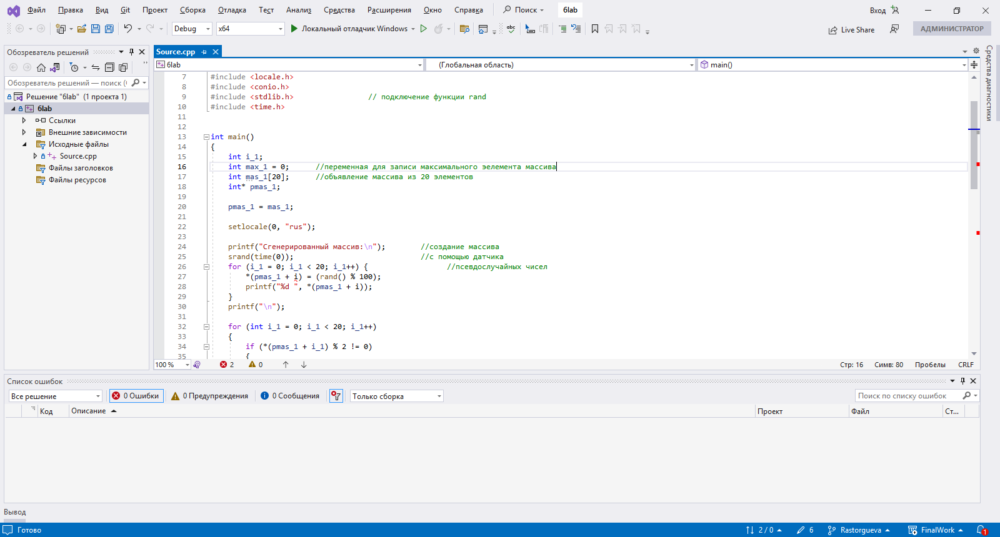 Файл Правка Вид Git Проект Сборка Отладка Тест Анализ Средства Расширения Окно Справка Поиск 6lab Вход
Debug x64 Локальный отладчик Windows Live Share АДМИНИСТРАТОР
Обозреватель решений
Обозреватель решений — поиск (
Решение "6lab" (1 проекта 1)
6lab
Ссылки
Внешние зависимости
Исходные файлы
Source.cpp
Файлы заголовков
Файлы ресурсов
Source.cpp
6lab (Глобальная область) main()
7 #include <locale.h>
8 #include <conio.h>
9 #include <stdlib.h> // подключение функции rand
10 #include <time.h>
11
12
13 int main()
14 {
15 int i_1;
16 int max_1 = 0; //переменная для записи максимального эелемента массива
17 int mas_1[20]; //объявление массива из 20 элементов
18 int* pmas_1;
19
20 pmas_1 = mas_1;
21
22 setlocale(0, "rus");
23
24 printf("Сгенерированный массив:\n"); //создание массива
25 srand(time(0)); //с помощью датчика
26 for (i_1 = 0; i_1 < 20; i_1++) { //псевдослучайных чисел
27 *(pmas_1 + i) = (rand() % 100);
28 printf("%d ", *(pmas_1 + i));
29 }
30 printf("\n");
31
32 for (int i_1 = 0; i_1 < 20; i_1++)
33 {
34 if (*(pmas_1 + i_1) % 2 != 0)
35 {
100 % 2 0 Стр: 16 Симв: 80 Пробелы CRLF
Средства диагностики
Список ошибок
Все решение 0 Ошибки 0 Предупреждения 0 Сообщения Только сборка Поиск по списку ошибок
Код Описание Проект Файл Ст...
Вывод
Готово 2 / 0 6 Rastorgueva FinalWork 1